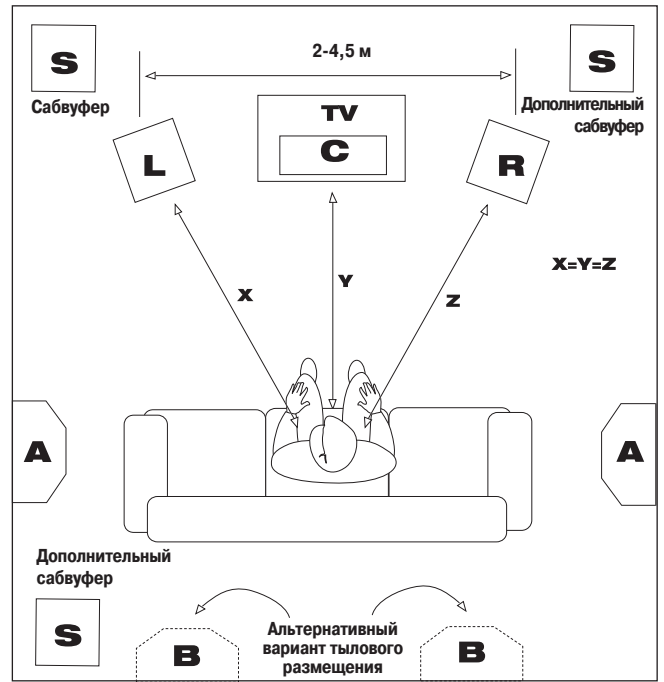 S
2-4,5 м
S
Сабвуфер
TV
Дополнительный
сабвуфер
L
C
R
X
Y
Z
X=Y=Z
A
A
Дополнительный
сабвуфер
S
B
Альтернативный
вариант тылового
размещения
B